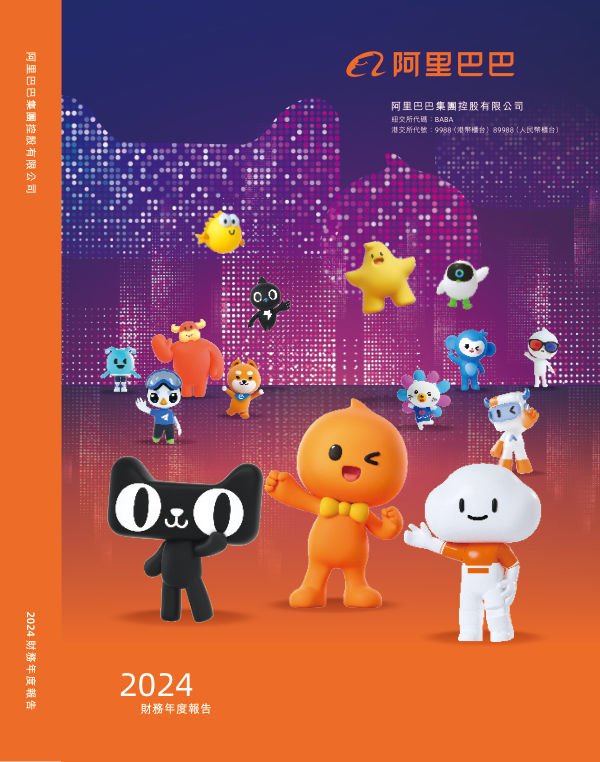 阿里巴巴集團控股有限公司
2024 財務年度報告
阿里巴巴
阿里巴巴集團控股有限公司
紐交所代碼：BABA
港交所代號：9988 (港幣櫃台) 89988 (人民幣櫃台)
2024
財務年度報告